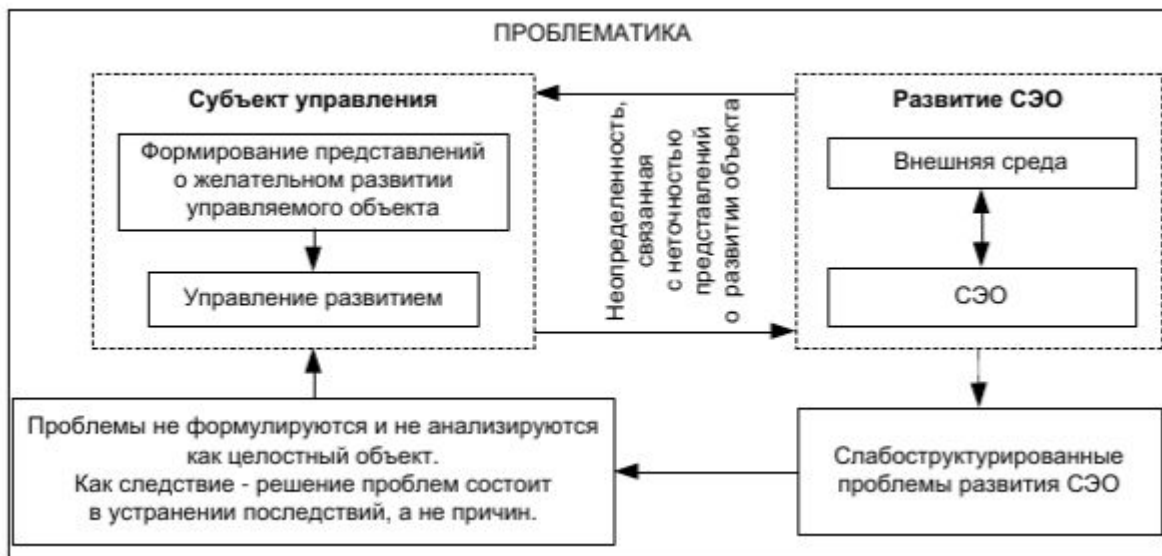 ПРОБЛЕМАТИКА
Субъект управления
Формирование представлений
о желательном развитии
управляемого объекта
Управление развитием
Неопределенность,
связанная
с неточностью
представлений
о развитии объекта
Развитие СЭО
Внешняя среда
СЭО
Проблемы не формулируются и не анализируются
как целостный объект.
Как следствие - решение проблем состоит
в устранении последствий, а не причин.
Слабоструктурированные
проблемы развития СЭО